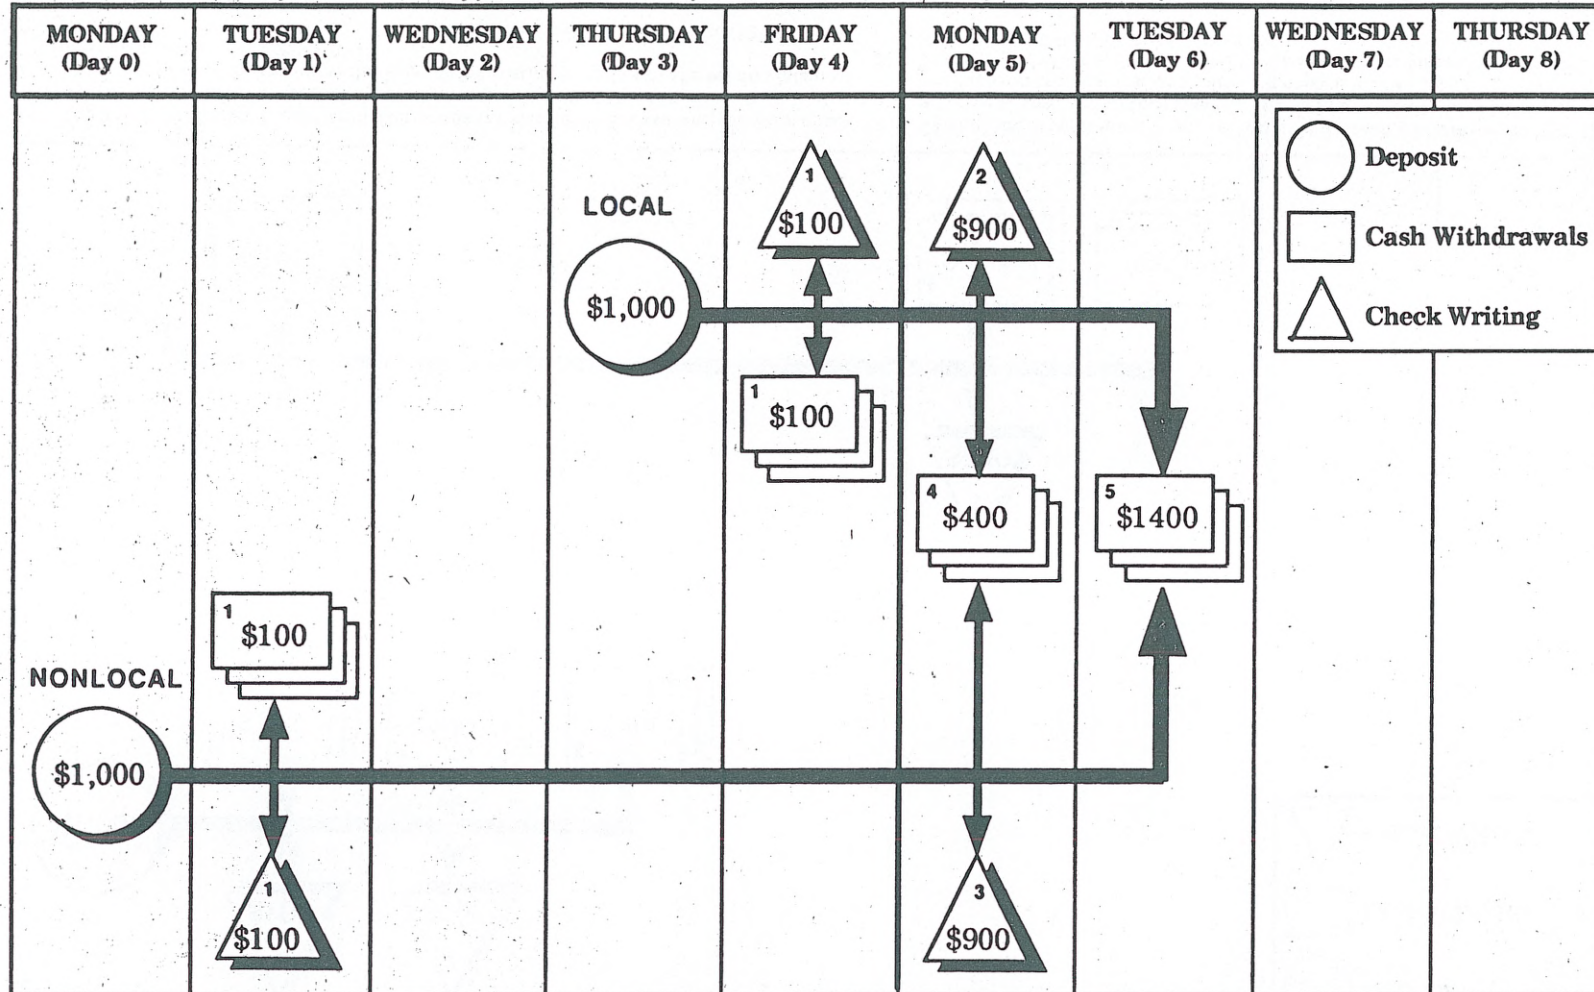 MONDAY
(Day 0)
TUESDAY
(Day 1)
WEDNESDAY
(Day 2)
THURSDAY
(Day 3)
FRIDAY
(Day 4)
MONDAY
(Day 5)
TUESDAY
(Day 6)
WEDNESDAY
(Day 7)
THURSDAY
(Day 8)
Deposit
Cash Withdrawals
Check Writing
LOCAL
$1,000
1
$100
2
$900
1
$100
4
$400
5
$1400
1
$100
NONLOCAL
$1,000
1
$100
3
$900